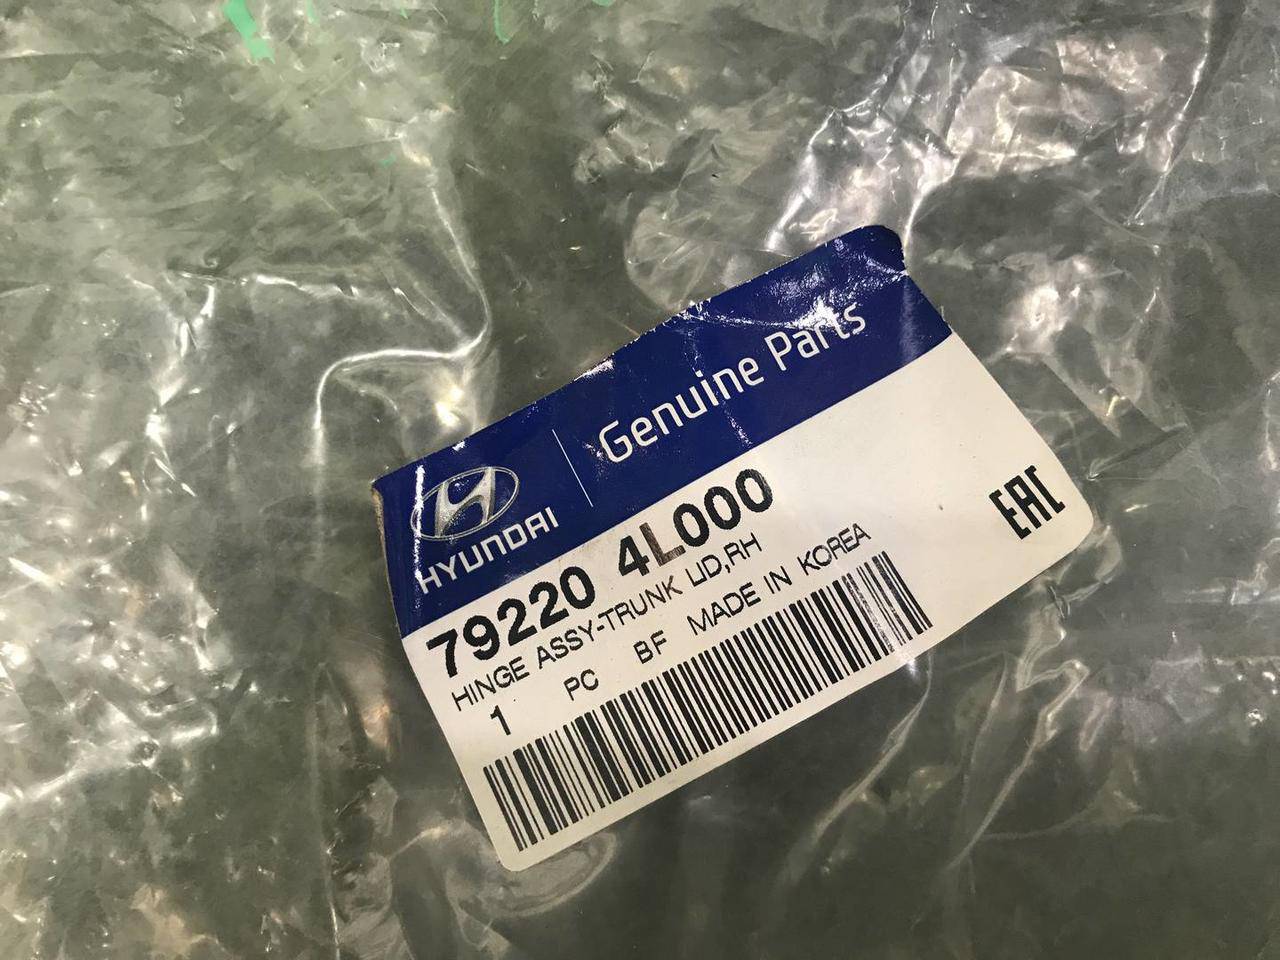 HYUNDAI
Genuine Parts
79220 4L000
HINGE ASSY-TRUNK LID,RH
1 PC BF MADE IN KOREA
EAC